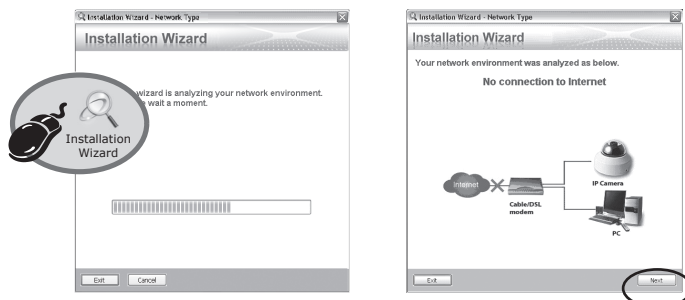 Installation Wizard - Network Type
Installation Wizard
wizard is analyzing your network environment.
wait a moment.
Installation
Wizard
Exit
Cancel
Installation Wizard - Network Type
Installation Wizard
Your network environment was analyzed as below.
No connection to Internet
Internet
IP Camera
Cable/DSL
modem
PC
Exit
Next